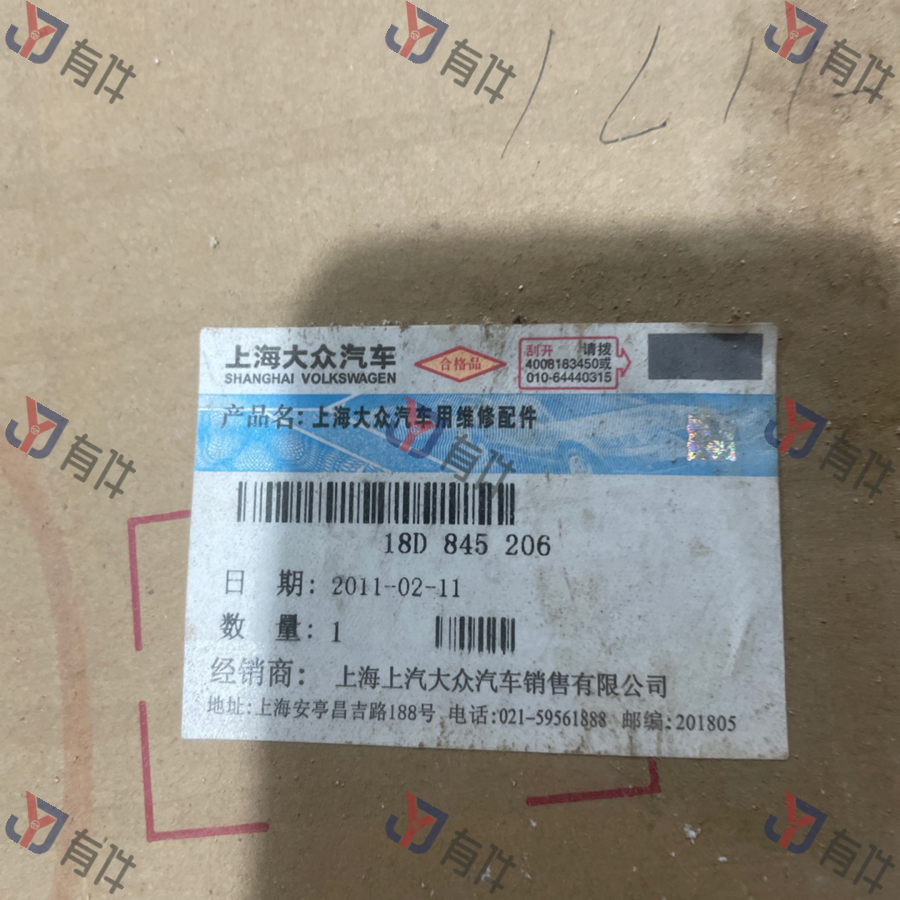 有件 有件 有件
上海大众汽车
SHANGHAI VOLKSWAGEN
合格品
刮开 请拨
4008183450或
010-64440315
产品名:上海大众汽车用维修配件
有件 有件 有件
18D 845 206
日 期: 2011-02-11
数 量: 1
经销商: 上海上汽大众汽车销售有限公司
地址:上海安亭昌吉路188号 电话:021-59561888 邮编:201805
有件 有件 有件